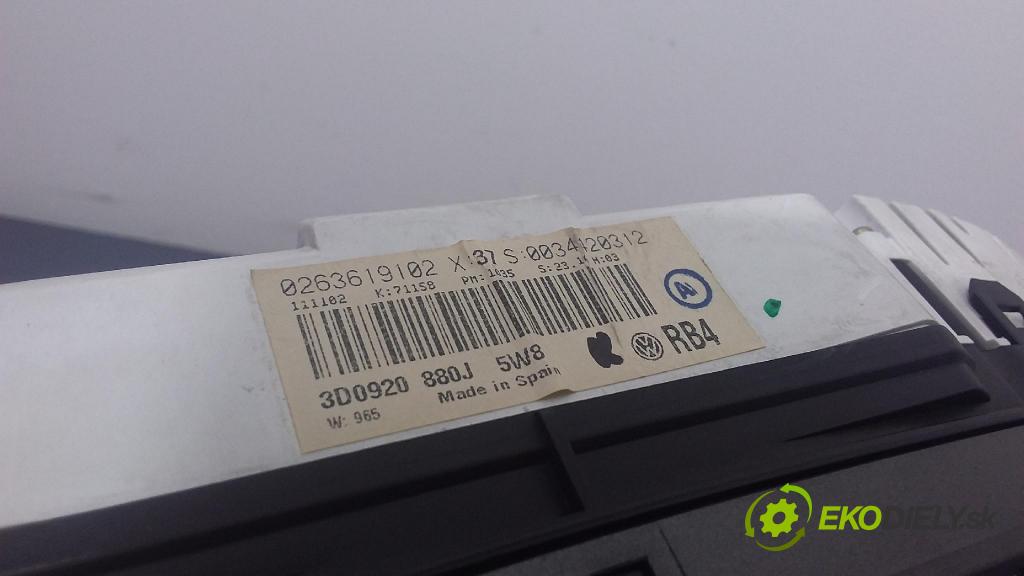 0263619102 X:37 S:0034120312
111102 K:71158 PM:1435 S:23.1 H:03
3D0920 880J 5W8 RB4
Made in Spain
W: 965
EKODIELY.sk